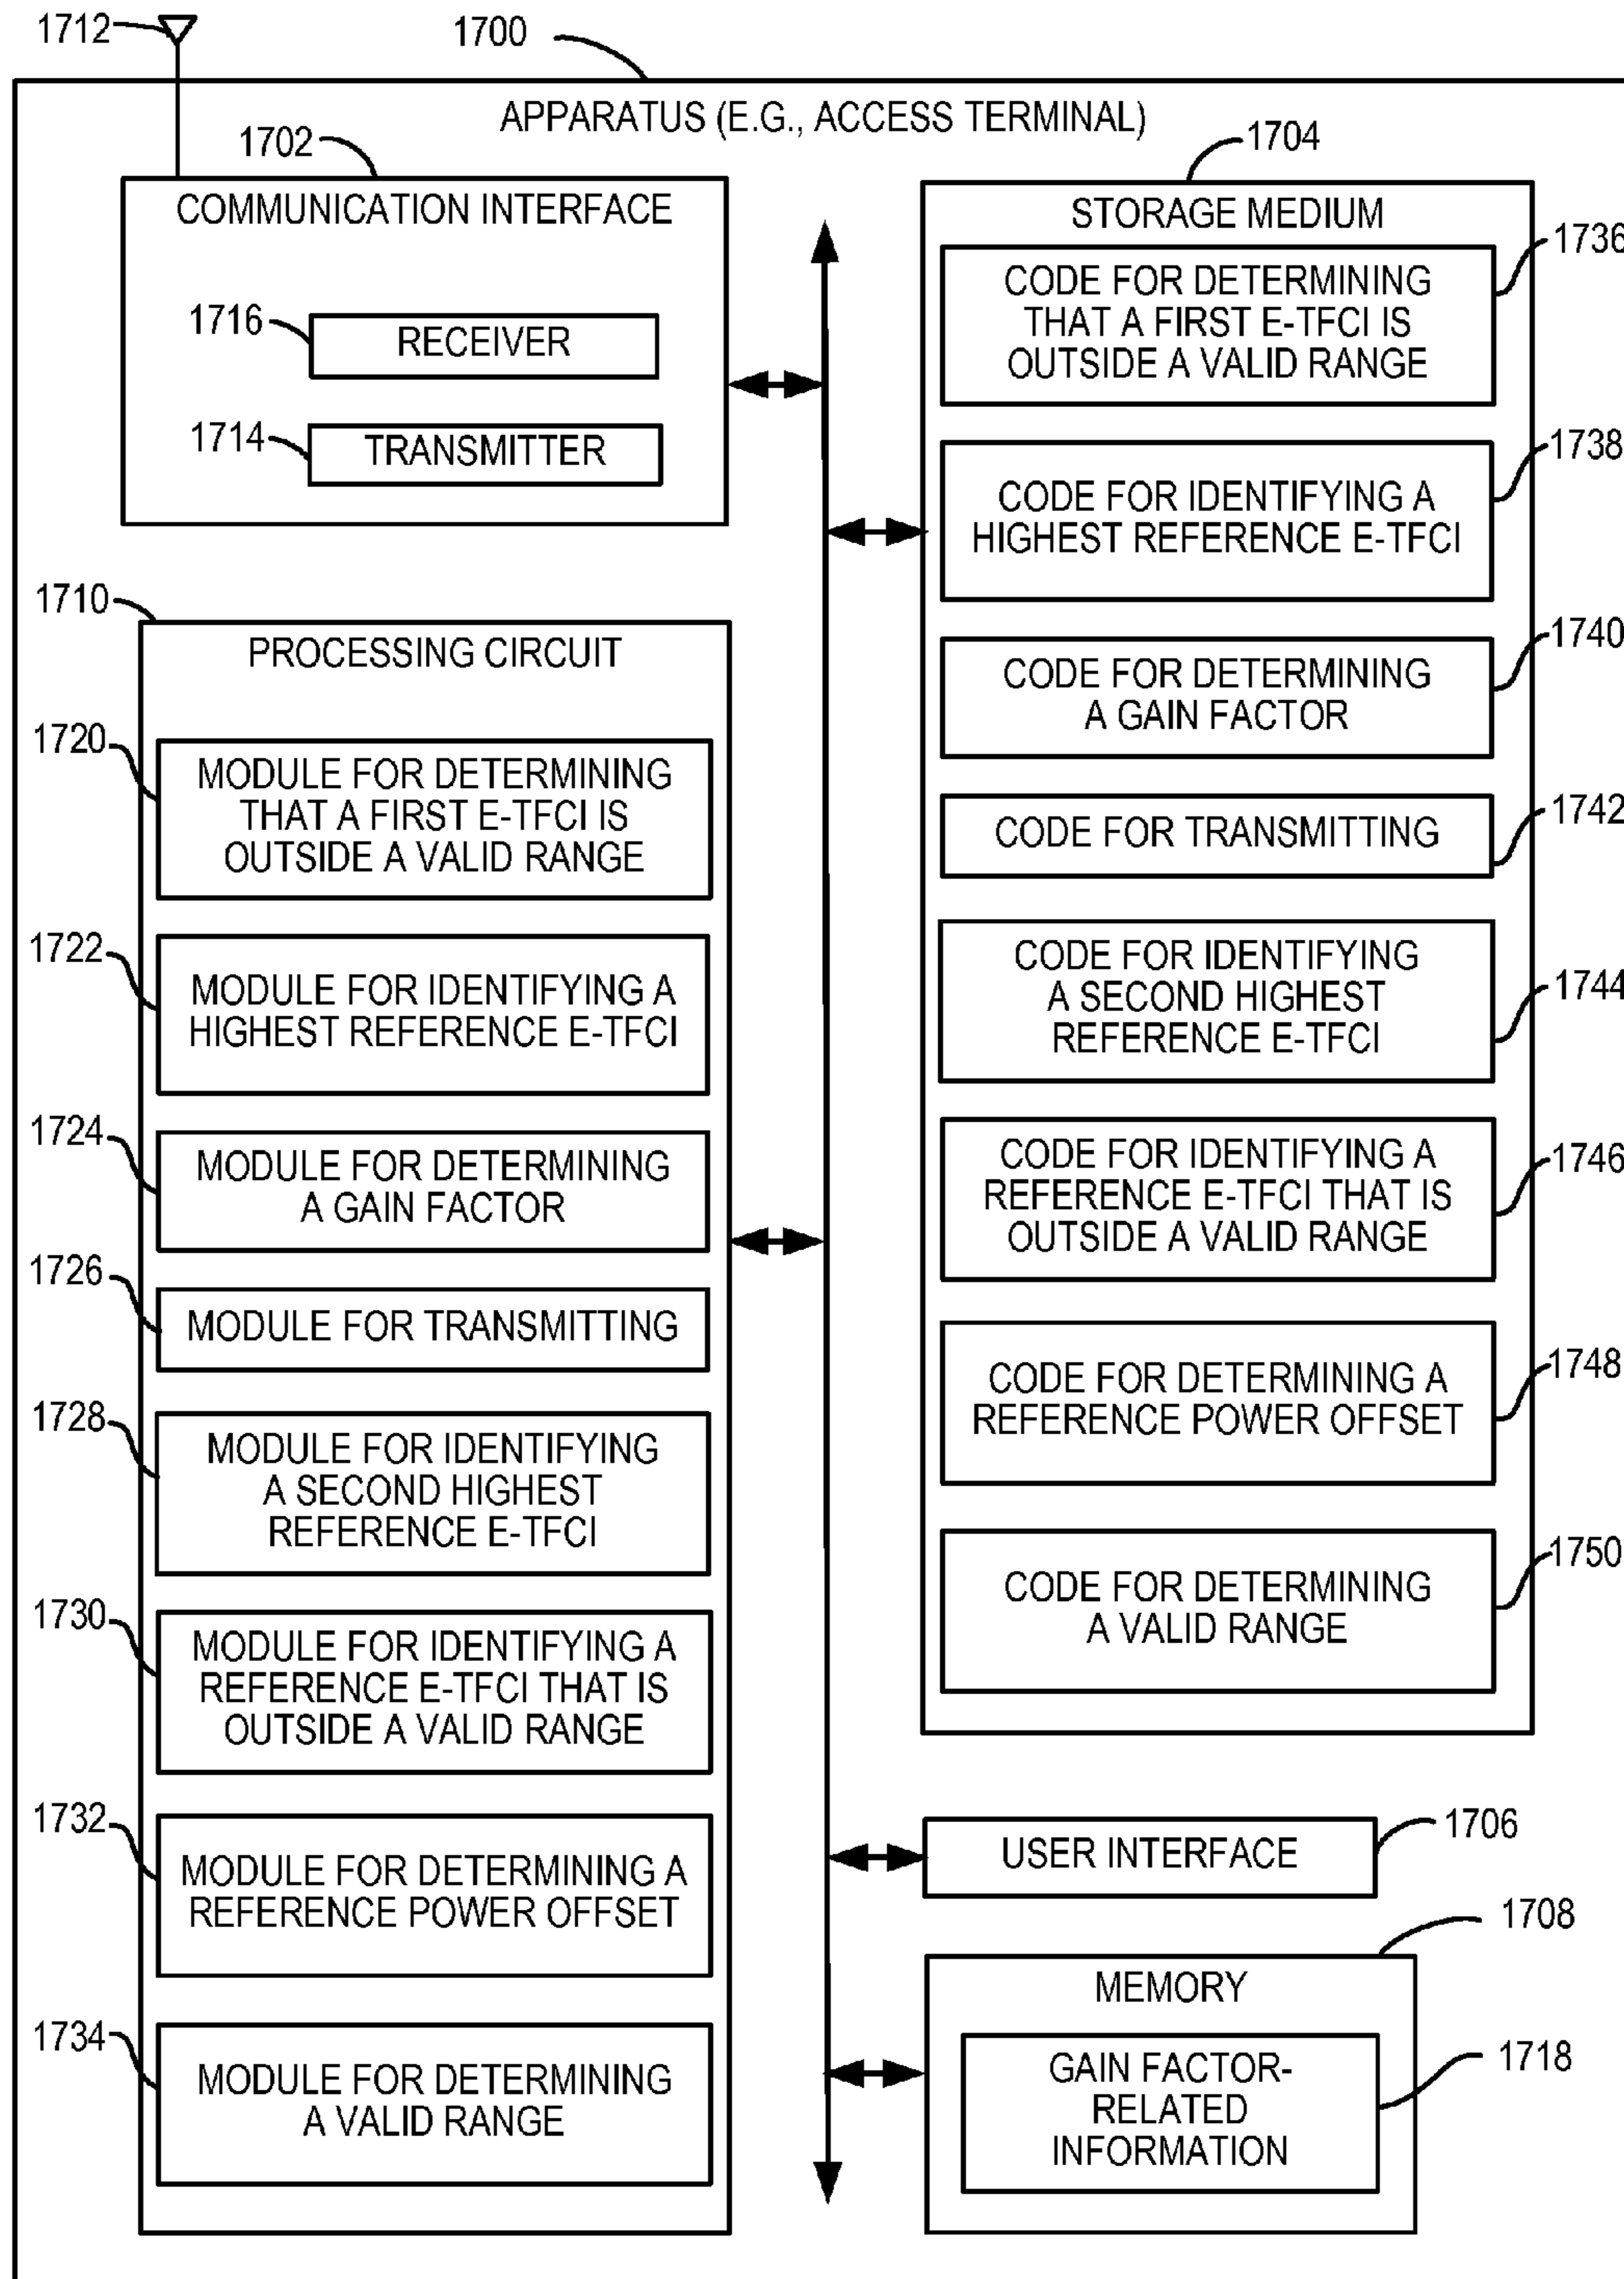 1712
1700
APPARATUS (E.G., ACCESS TERMINAL)
1702
COMMUNICATION INTERFACE
1716
RECEIVER
1714
TRANSMITTER
1710
PROCESSING CIRCUIT
1720
MODULE FOR DETERMINING
THAT A FIRST E-TFCI IS
OUTSIDE A VALID RANGE
1722
MODULE FOR IDENTIFYING A
HIGHEST REFERENCE E-TFCI
1724
MODULE FOR DETERMINING
A GAIN FACTOR
1726
MODULE FOR TRANSMITTING
1728
MODULE FOR IDENTIFYING
A SECOND HIGHEST
REFERENCE E-TFCI
1730
MODULE FOR IDENTIFYING A
REFERENCE E-TFCI THAT IS
OUTSIDE A VALID RANGE
1732
MODULE FOR DETERMINING A
REFERENCE POWER OFFSET
1734
MODULE FOR DETERMINING
A VALID RANGE
1704
STORAGE MEDIUM
1736
CODE FOR DETERMINING
THAT A FIRST E-TFCI IS
OUTSIDE A VALID RANGE
1738
CODE FOR IDENTIFYING A
HIGHEST REFERENCE E-TFCI
1740
CODE FOR DETERMINING
A GAIN FACTOR
1742
CODE FOR TRANSMITTING
CODE FOR IDENTIFYING
A SECOND HIGHEST
REFERENCE E-TFCI
1744
CODE FOR IDENTIFYING A
REFERENCE E-TFCI THAT IS
OUTSIDE A VALID RANGE
1746
CODE FOR DETERMINING A
REFERENCE POWER OFFSET
1748
CODE FOR DETERMINING
A VALID RANGE
1750
1706
USER INTERFACE
1708
MEMORY
GAIN FACTOR-
RELATED
INFORMATION
1718